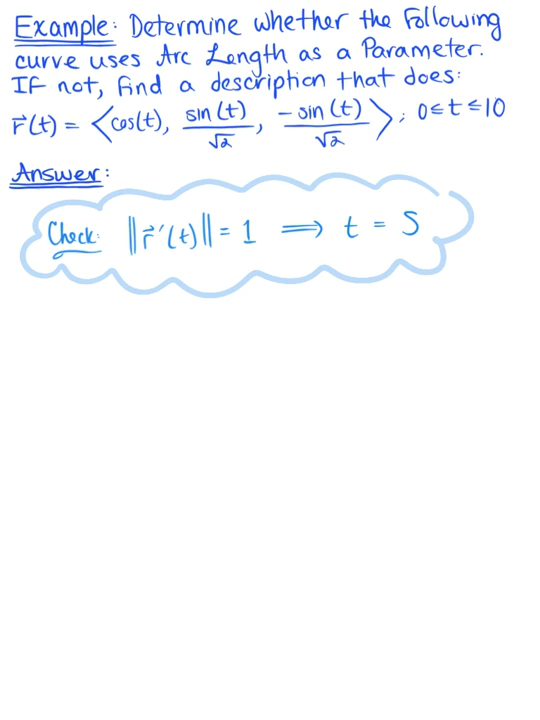 Example: Determine whether the following
curve uses Arc Length as a Parameter.
If not, find a description that does:
r⃗(t) = ⟨cos(t), sin(t)/√2, -sin(t)/√2⟩; 0≤t≤10
Answer:
Check: ‖r⃗'(t)‖ = 1 ⟹ t = S